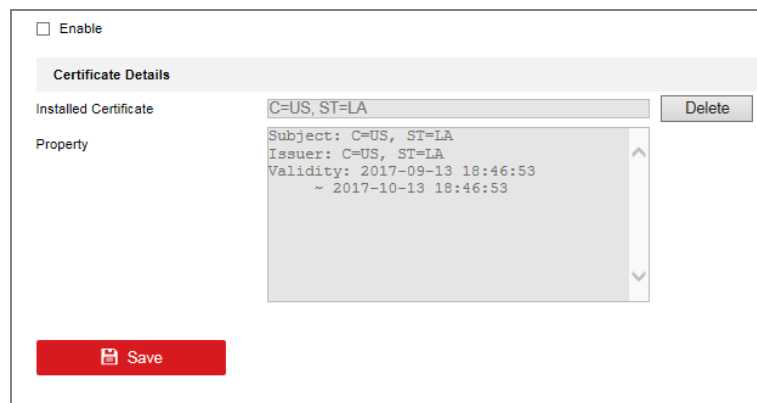 Enable
Certificate Details
Installed Certificate C=US, ST=LA Delete
Property
Subject: C=US, ST=LA
Issuer: C=US, ST=LA
Validity: 2017-09-13 18:46:53
~ 2017-10-13 18:46:53
Save